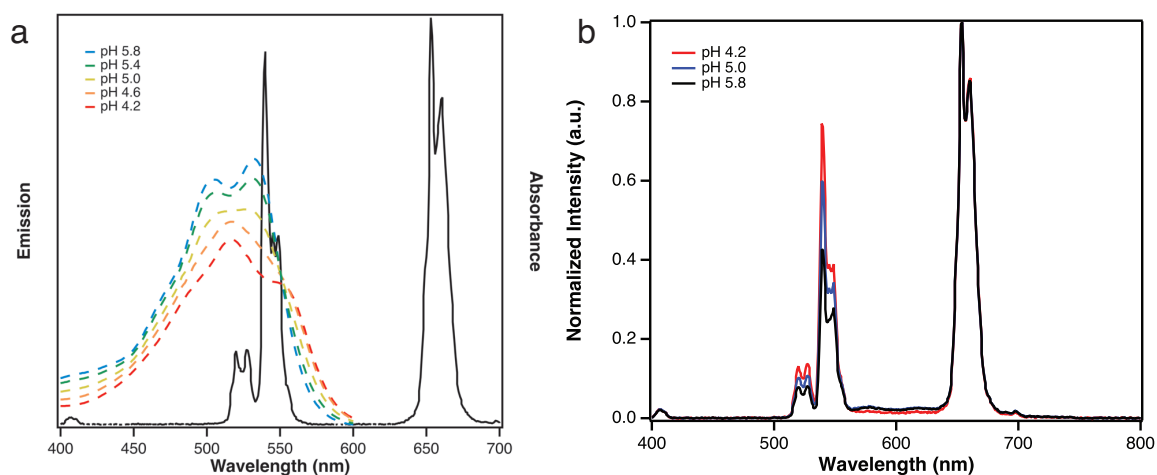 a
pH 5.8
pH 5.4
pH 5.0
pH 4.6
pH 4.2
Emission
Absorbance
400 450 500 550 600 650 700
Wavelength (nm)
b
1.0
0.8
0.6
0.4
0.2
0.0
pH 4.2
pH 5.0
pH 5.8
Normalized Intensity (a.u.)
400 500 600 700 800
Wavelength (nm)